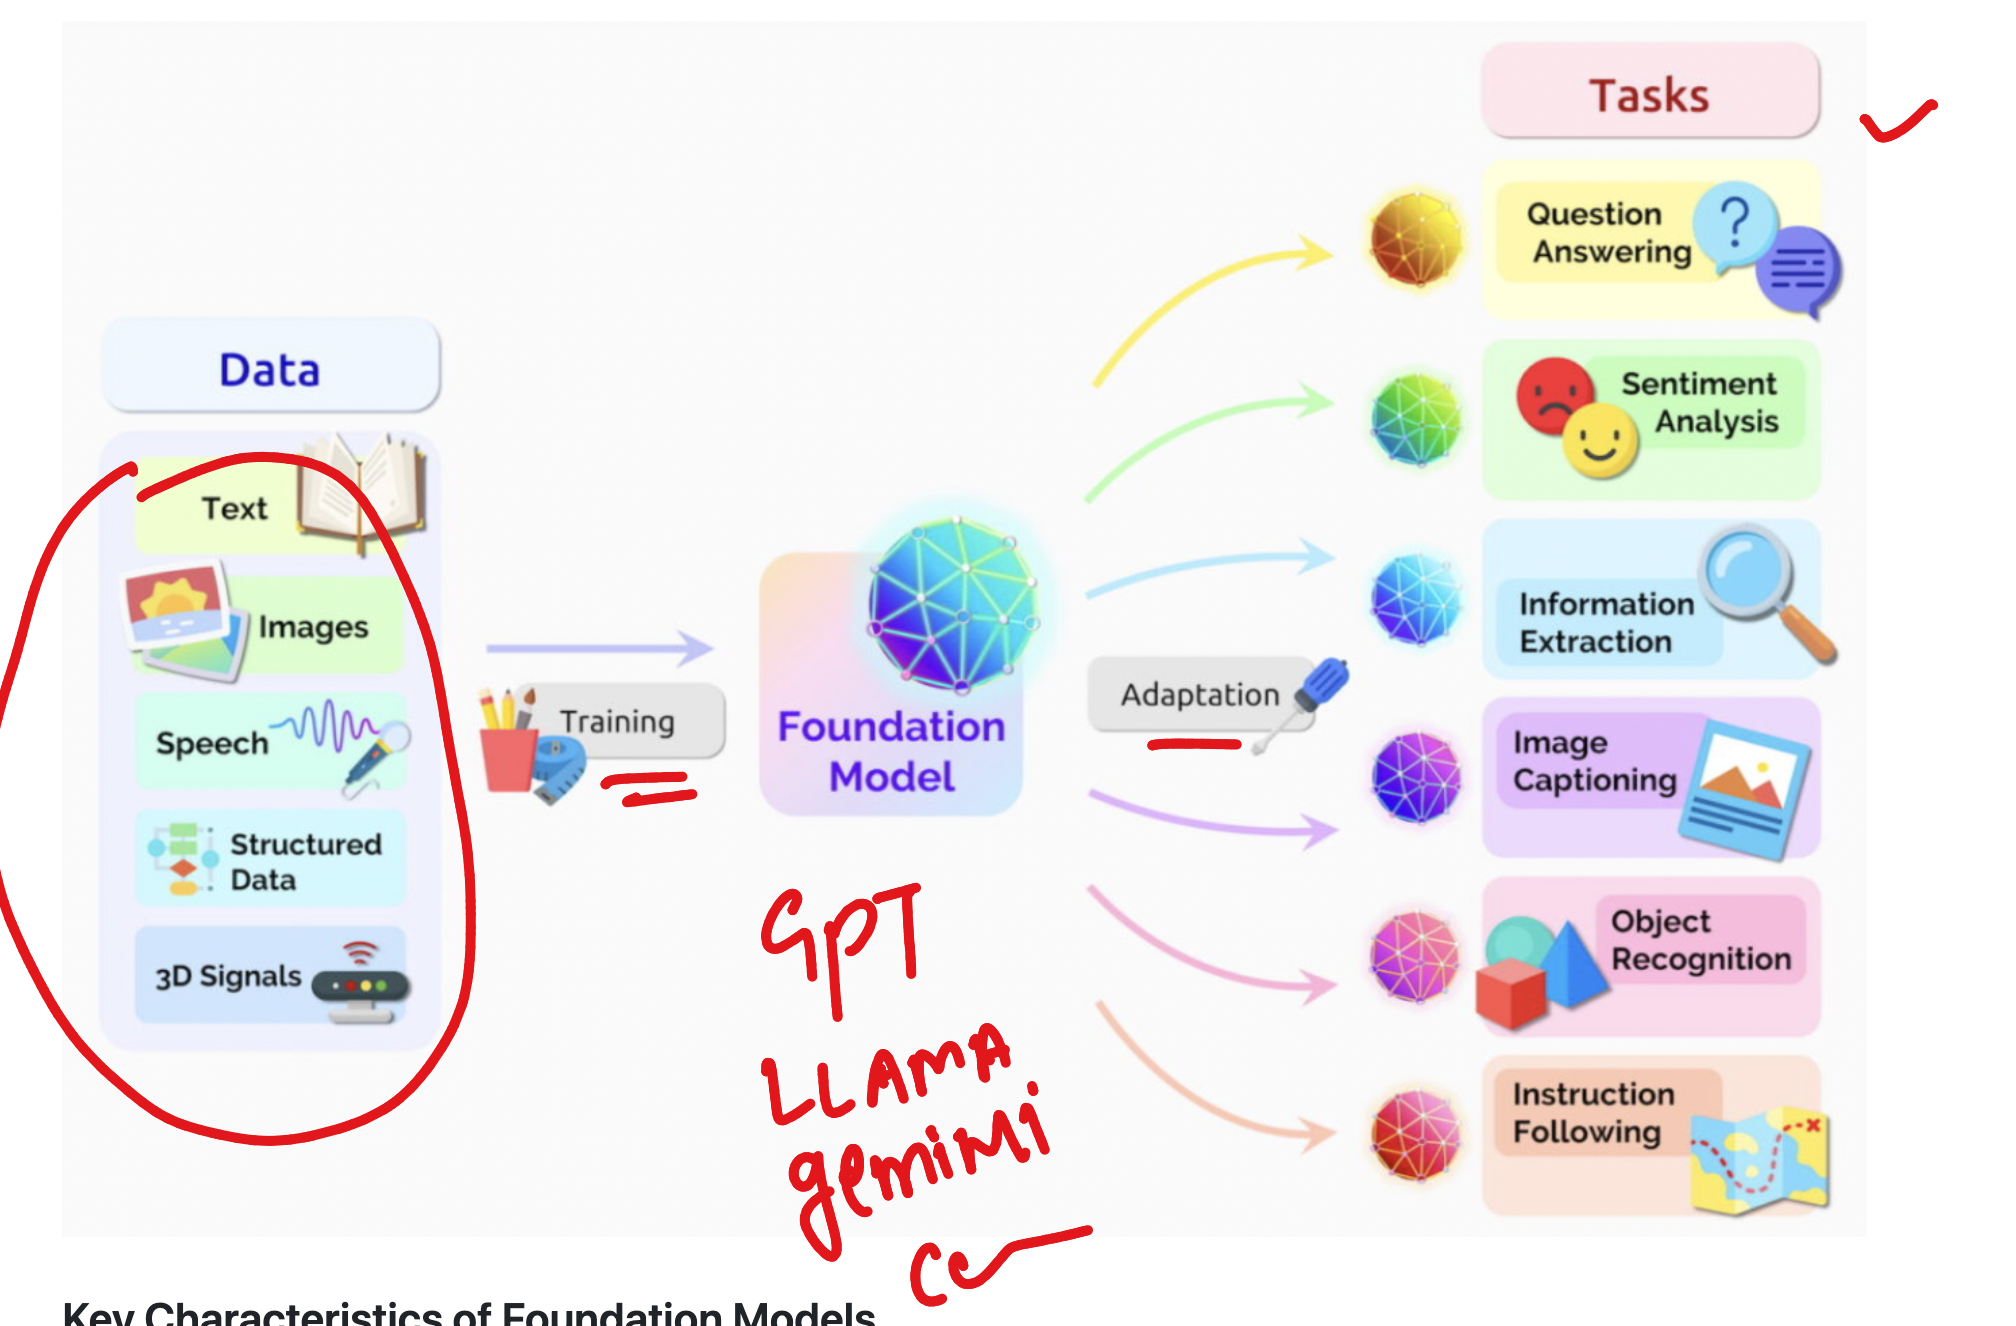 Tasks
Question
Answering
Sentiment
Analysis
Data
Text
Images
Speech
Structured
Data
3D Signals
Training
Foundation
Model
Adaptation
Information
Extraction
Image
Captioning
Object
Recognition
Instruction
Following
GPT
LLAMA
gemini
Key Characteristics of Foundation Models